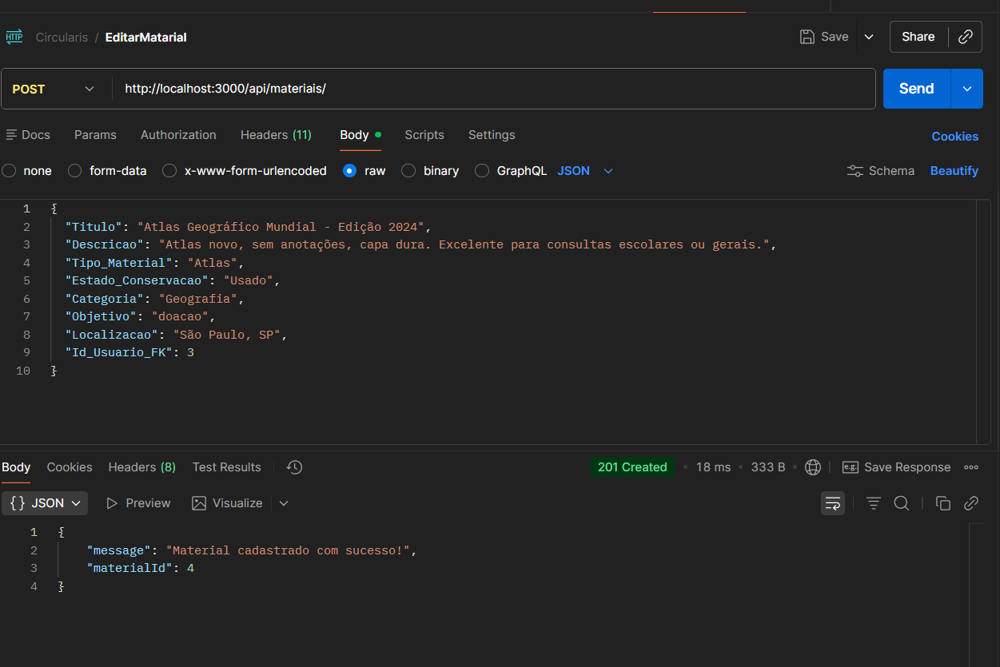 HTTP Circularis / EditarMatarial Save Share
POST http://localhost:3000/api/materiais/ Send
Docs Params Authorization Headers (11) Body Scripts Settings Cookies
none form-data x-www-form-urlencoded raw binary GraphQL JSON Schema Beautify
1 {
2 "Titulo": "Atlas Geográfico Mundial - Edição 2024",
3 "Descricao": "Atlas novo, sem anotações, capa dura. Excelente para consultas escolares ou gerais.",
4 "Tipo_Material": "Atlas",
5 "Estado_Conservacao": "Usado",
6 "Categoria": "Geografia",
7 "Objetivo": "doacao",
8 "Localizacao": "São Paulo, SP",
9 "Id_Usuario_FK": 3
10 }
Body Cookies Headers (8) Test Results 201 Created • 18 ms • 333 B • e.g. Save Response
{} JSON Preview Visualize
1 {
2 "message": "Material cadastrado com sucesso!",
3 "materialId": 4
4 }